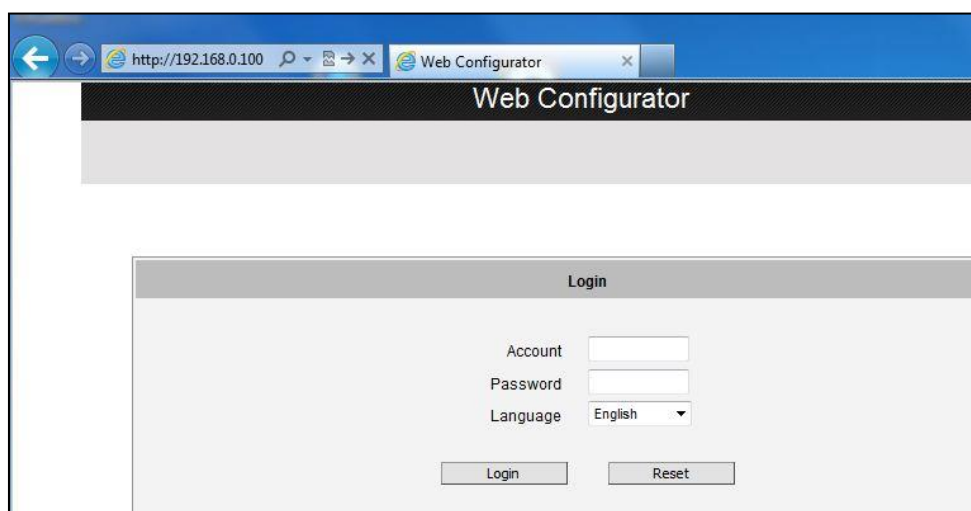 http://192.168.0.100 Web Configurator
Web Configurator
Login
Account
Password
Language English
Login Reset